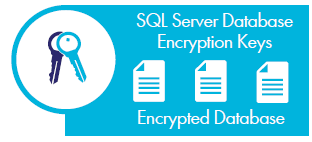 SQL Server Database
Encryption Keys
Encrypted Database